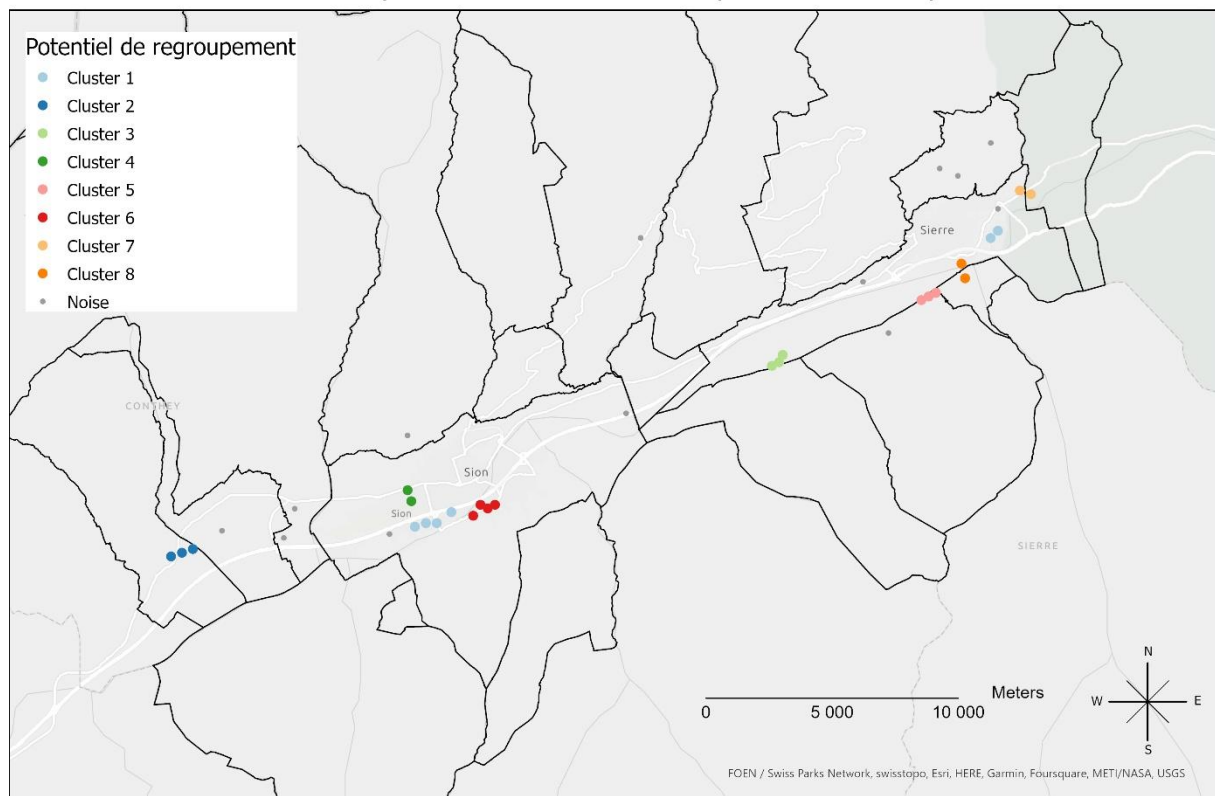 Potentiel de regroupement
Cluster 1
Cluster 2
Cluster 3
Cluster 4
Cluster 5
Cluster 6
Cluster 7
Cluster 8
Noise
Sierre
CONTHEY
Sion
Sion
SIERRE
N
W E
S
Meters
0 5 000 10 000
FOEN / Swiss Parks Network, swisstopo, Esri, HERE, Garmin, Foursquare, METI/NASA, USGS